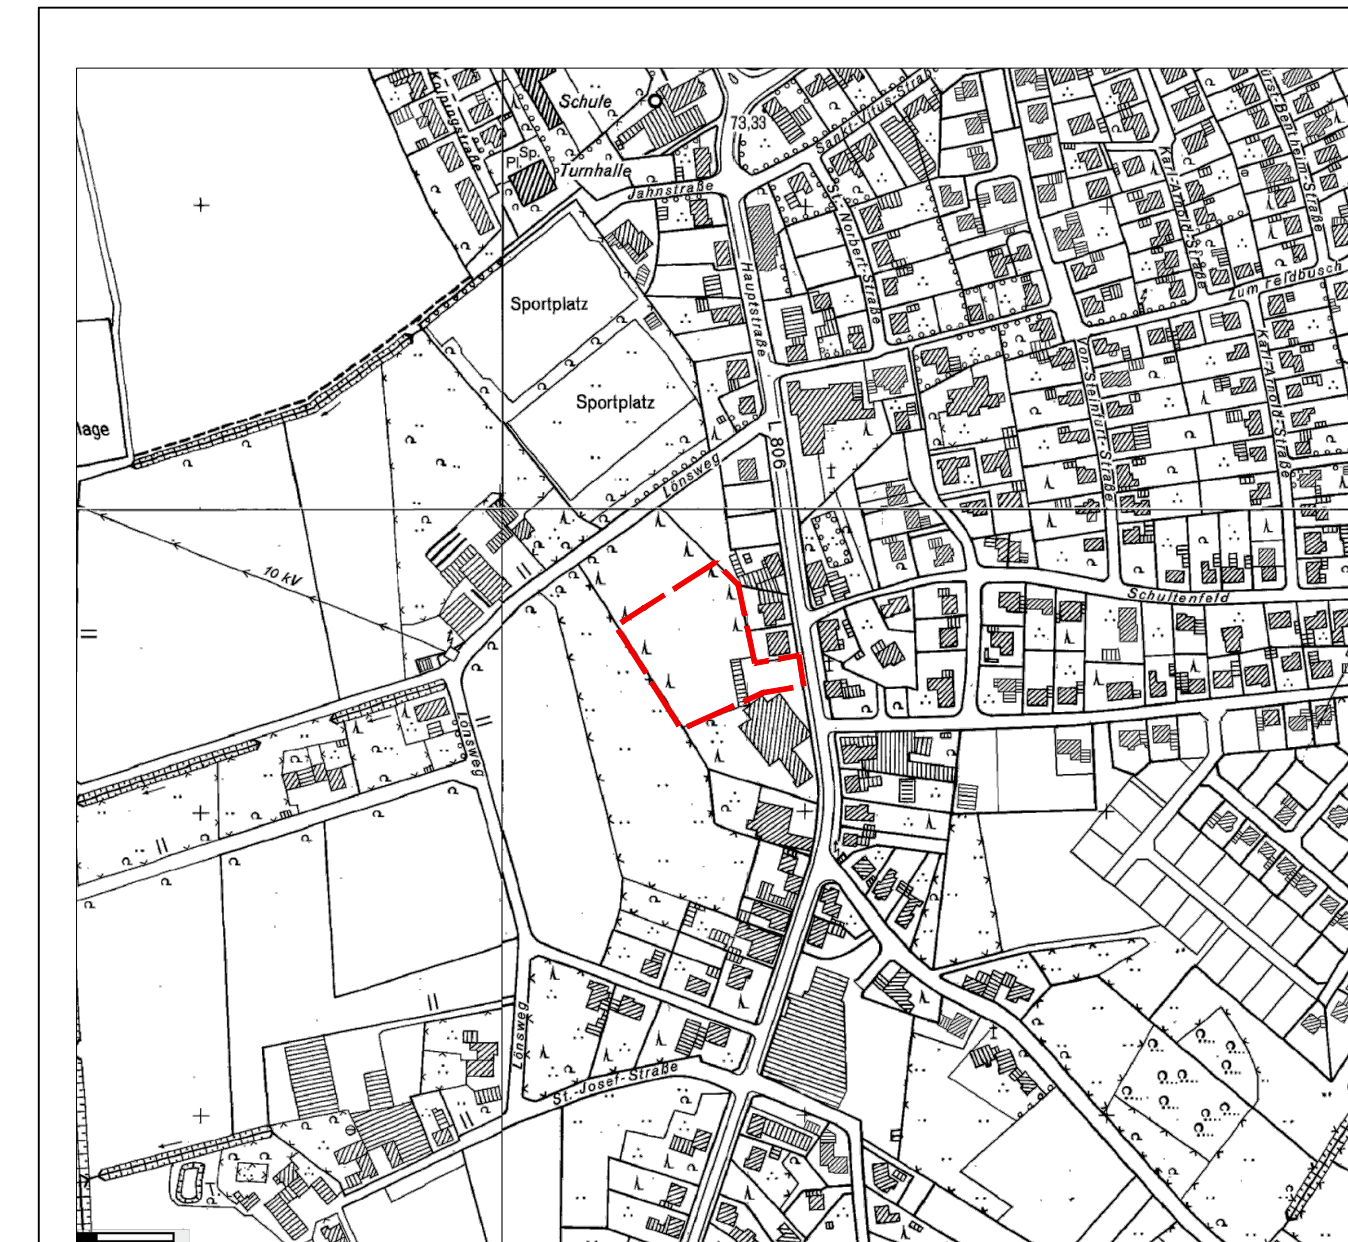 Kolpingstraße
Schule
73,33
Sankt-Vitus-Straße
Sp.
Pl.
Turnhalle
Jahnstraße
St.-Norbert-Straße
Karl-Arnold-Straße
Hauptstraße
Zum Feldbusch
Sportplatz
Sportplatz
Karl-Arnold-Straße
von-Steinfurt-Straße
lage
L 806
Lönsweg
10 kV
Schultenfeld
Lönsweg
Lönsweg
St.-Josef-Straße
T.